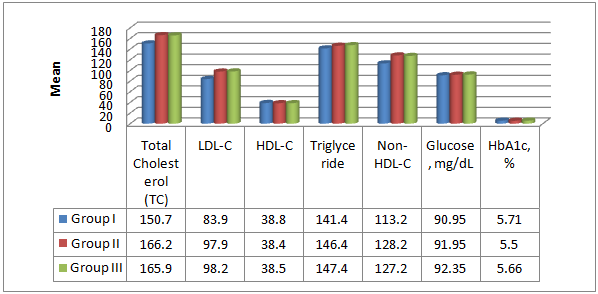 Mean
180
160
140
120
100
80
60
40
20
0
Total
Cholest
erol
(TC)
LDL-C
HDL-C
Triglyce
ride
Non-
HDL-C
Glucose
, mg/dL
HbA1c,
%
Group I 150.7 83.9 38.8 141.4 113.2 90.95 5.71
Group II 166.2 97.9 38.4 146.4 128.2 91.95 5.5
Group III 165.9 98.2 38.5 147.4 127.2 92.35 5.66